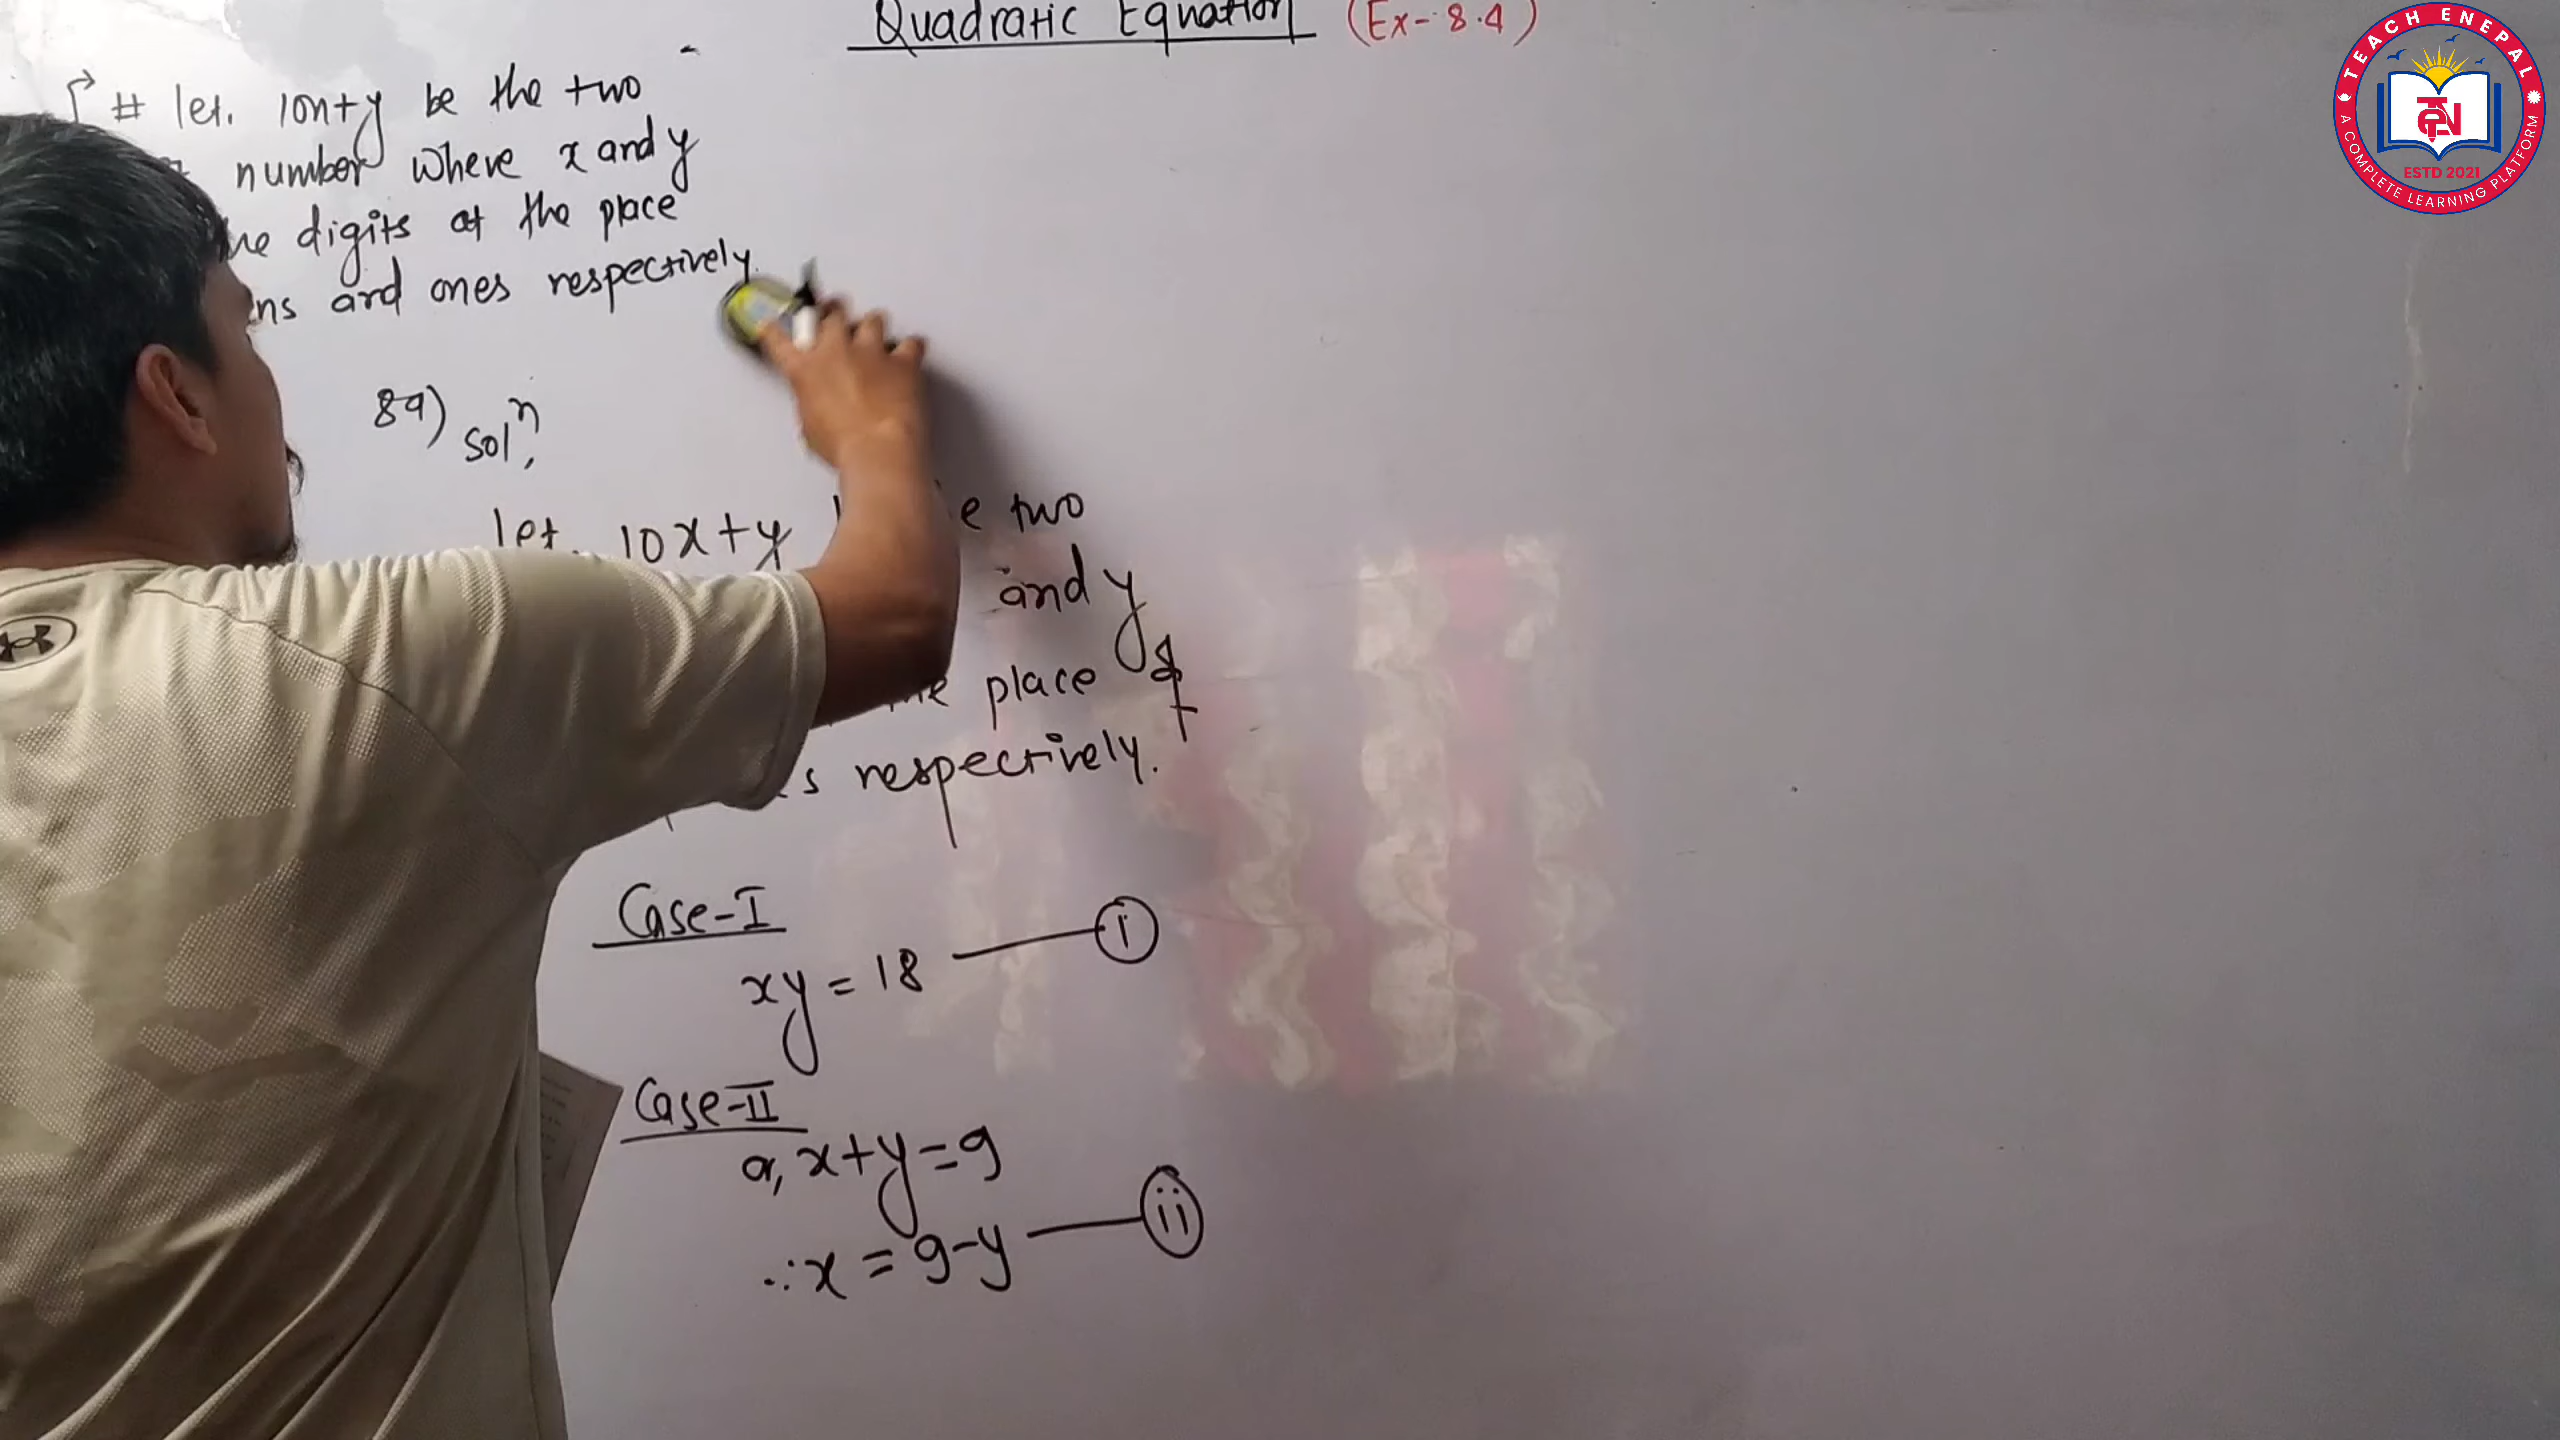 Quadratic Equation (Ex-8.4)
# let. 10x+y be the two
number where x and y
digits at the place
and ones respectively.
8a) Solⁿ,
let. 10x+y two
and y
place of
respectively.
Case-I
xy = 18 —— (i)
Case-II
or, x+y=9
∴ x = 9-y —— (ii)
TEACH ENEPAL
ESTD 2021
A COMPLETE LEARNING PLATFORM